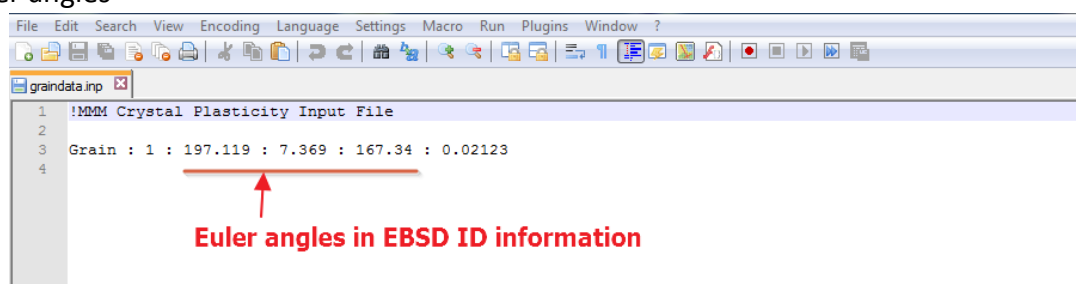 er angles
File Edit Search View Encoding Language Settings Macro Run Plugins Window ?
graindata.inp
1 !MMM Crystal Plasticity Input File
2
3 Grain : 1 : 197.119 : 7.369 : 167.34 : 0.02123
4
Euler angles in EBSD ID information